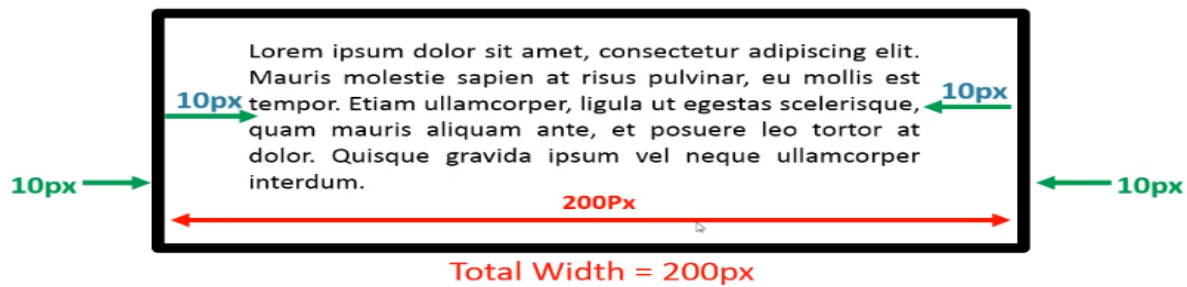 Lorem ipsum dolor sit amet, consectetur adipiscing elit.
Mauris molestie sapien at risus pulvinar, eu mollis est
10px tempor. Etiam ullamcorper, ligula ut egestas scelerisque, 10px
quam mauris aliquam ante, et posuere leo tortor at
dolor. Quisque gravida ipsum vel neque ullamcorper
10px interdum. 10px
200Px
Total Width = 200px